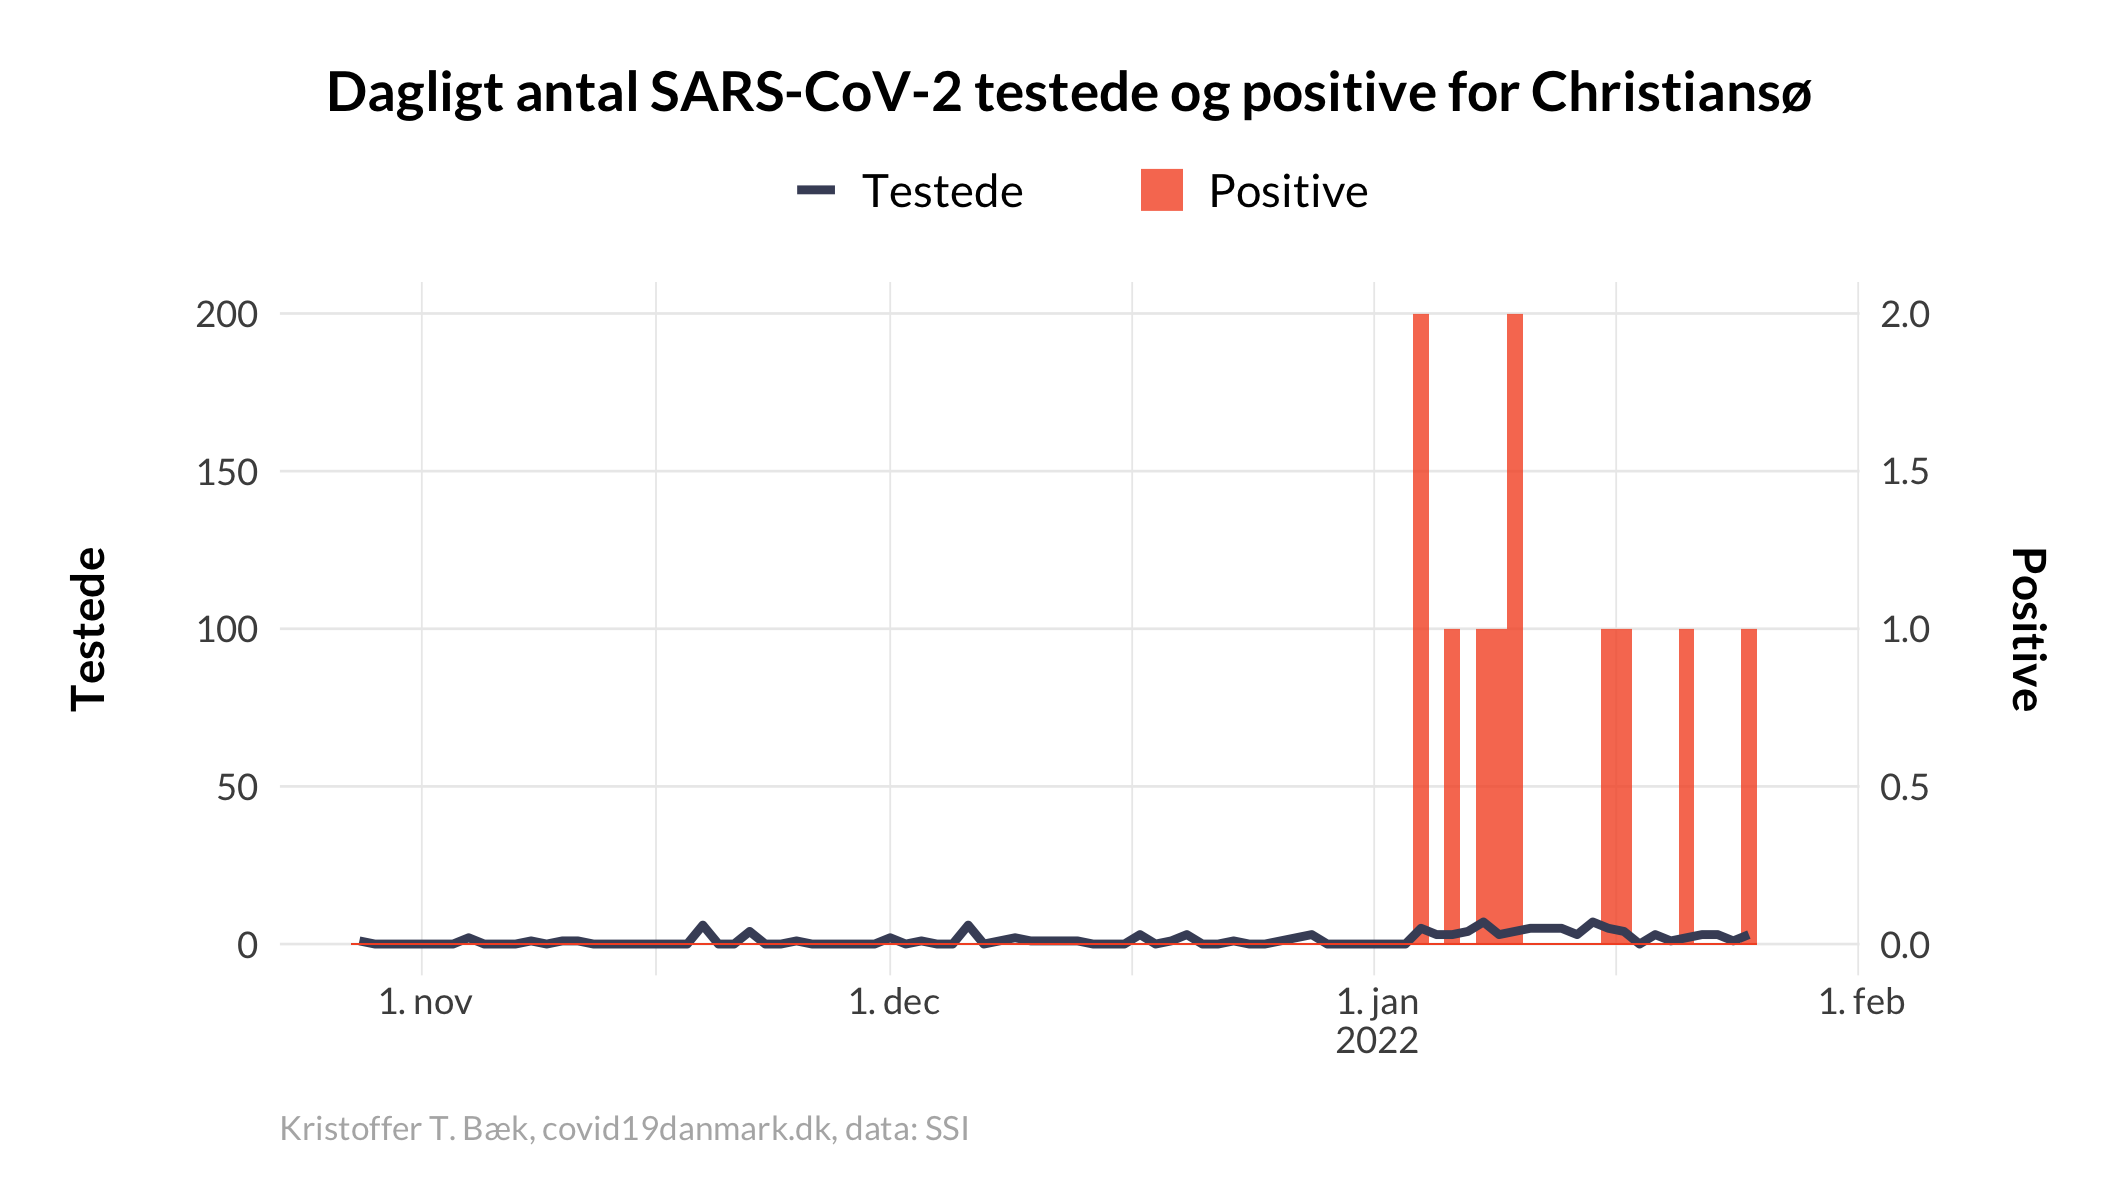 Dagligt antal SARS-CoV-2 testede og positive for Christiansø
Testede
Positive
200
150
100
50
0
2.0
1.5
1.0
0.5
0.0
Testede
Positive
1. nov
1. dec
1. jan
2022
1. feb
Kristoffer T. Bæk, covid19danmark.dk, data: SSI